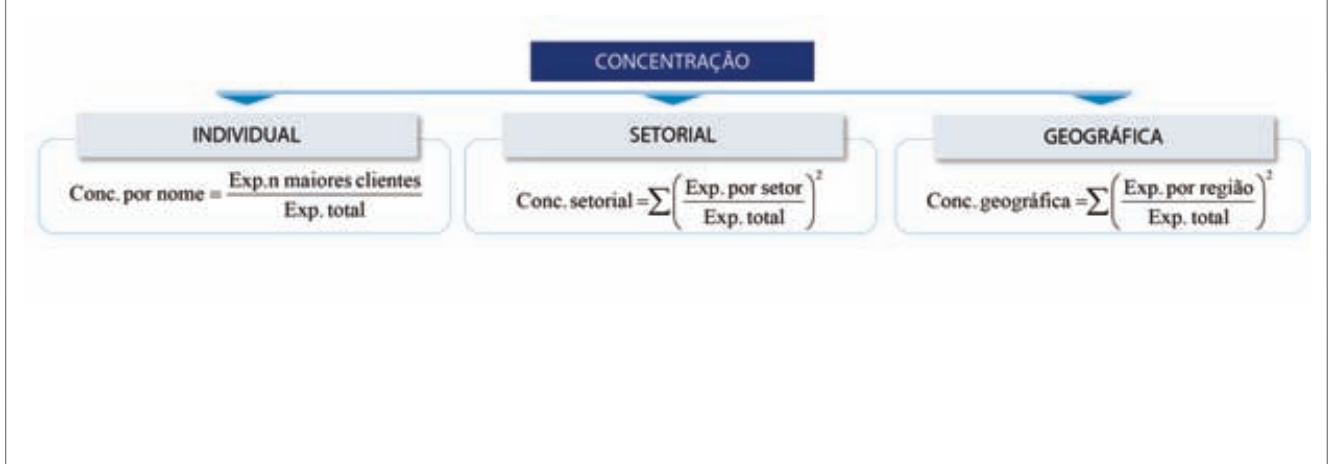 CONCENTRAÇÃO
INDIVIDUAL
Conc. por nome = Exp.n maiores clientes / Exp. total
SETORIAL
Conc. setorial =∑(Exp. por setor / Exp. total)²
GEOGRÁFICA
Conc. geográfica =∑(Exp. por região / Exp. total)²